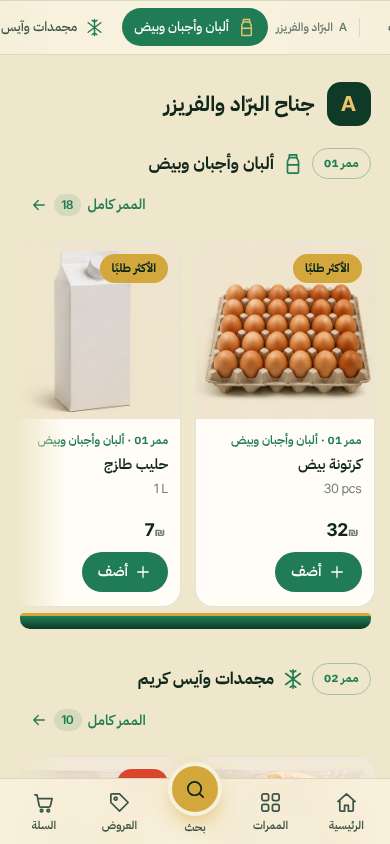 A البرّاد والفريزر
ألبان وأجبان وبيض
مجمدات وآيس
A
جناح البرّاد والفريزر
ممر 01
ألبان وأجبان وبيض
الممر كامل 18 ←
الأكثر طلبًا
ممر 01 · ألبان وأجبان وبيض
كرتونة بيض
30 pcs
₪32
+ أضف
الأكثر طلبًا
ممر 01 · ألبان وأجبان وبيض
حليب طازج
1 L
₪7
+ أضف
ممر 02
مجمدات وآيس كريم
الممر كامل 10 ←
الرئيسية
الممرات
بحث
العروض
السلة